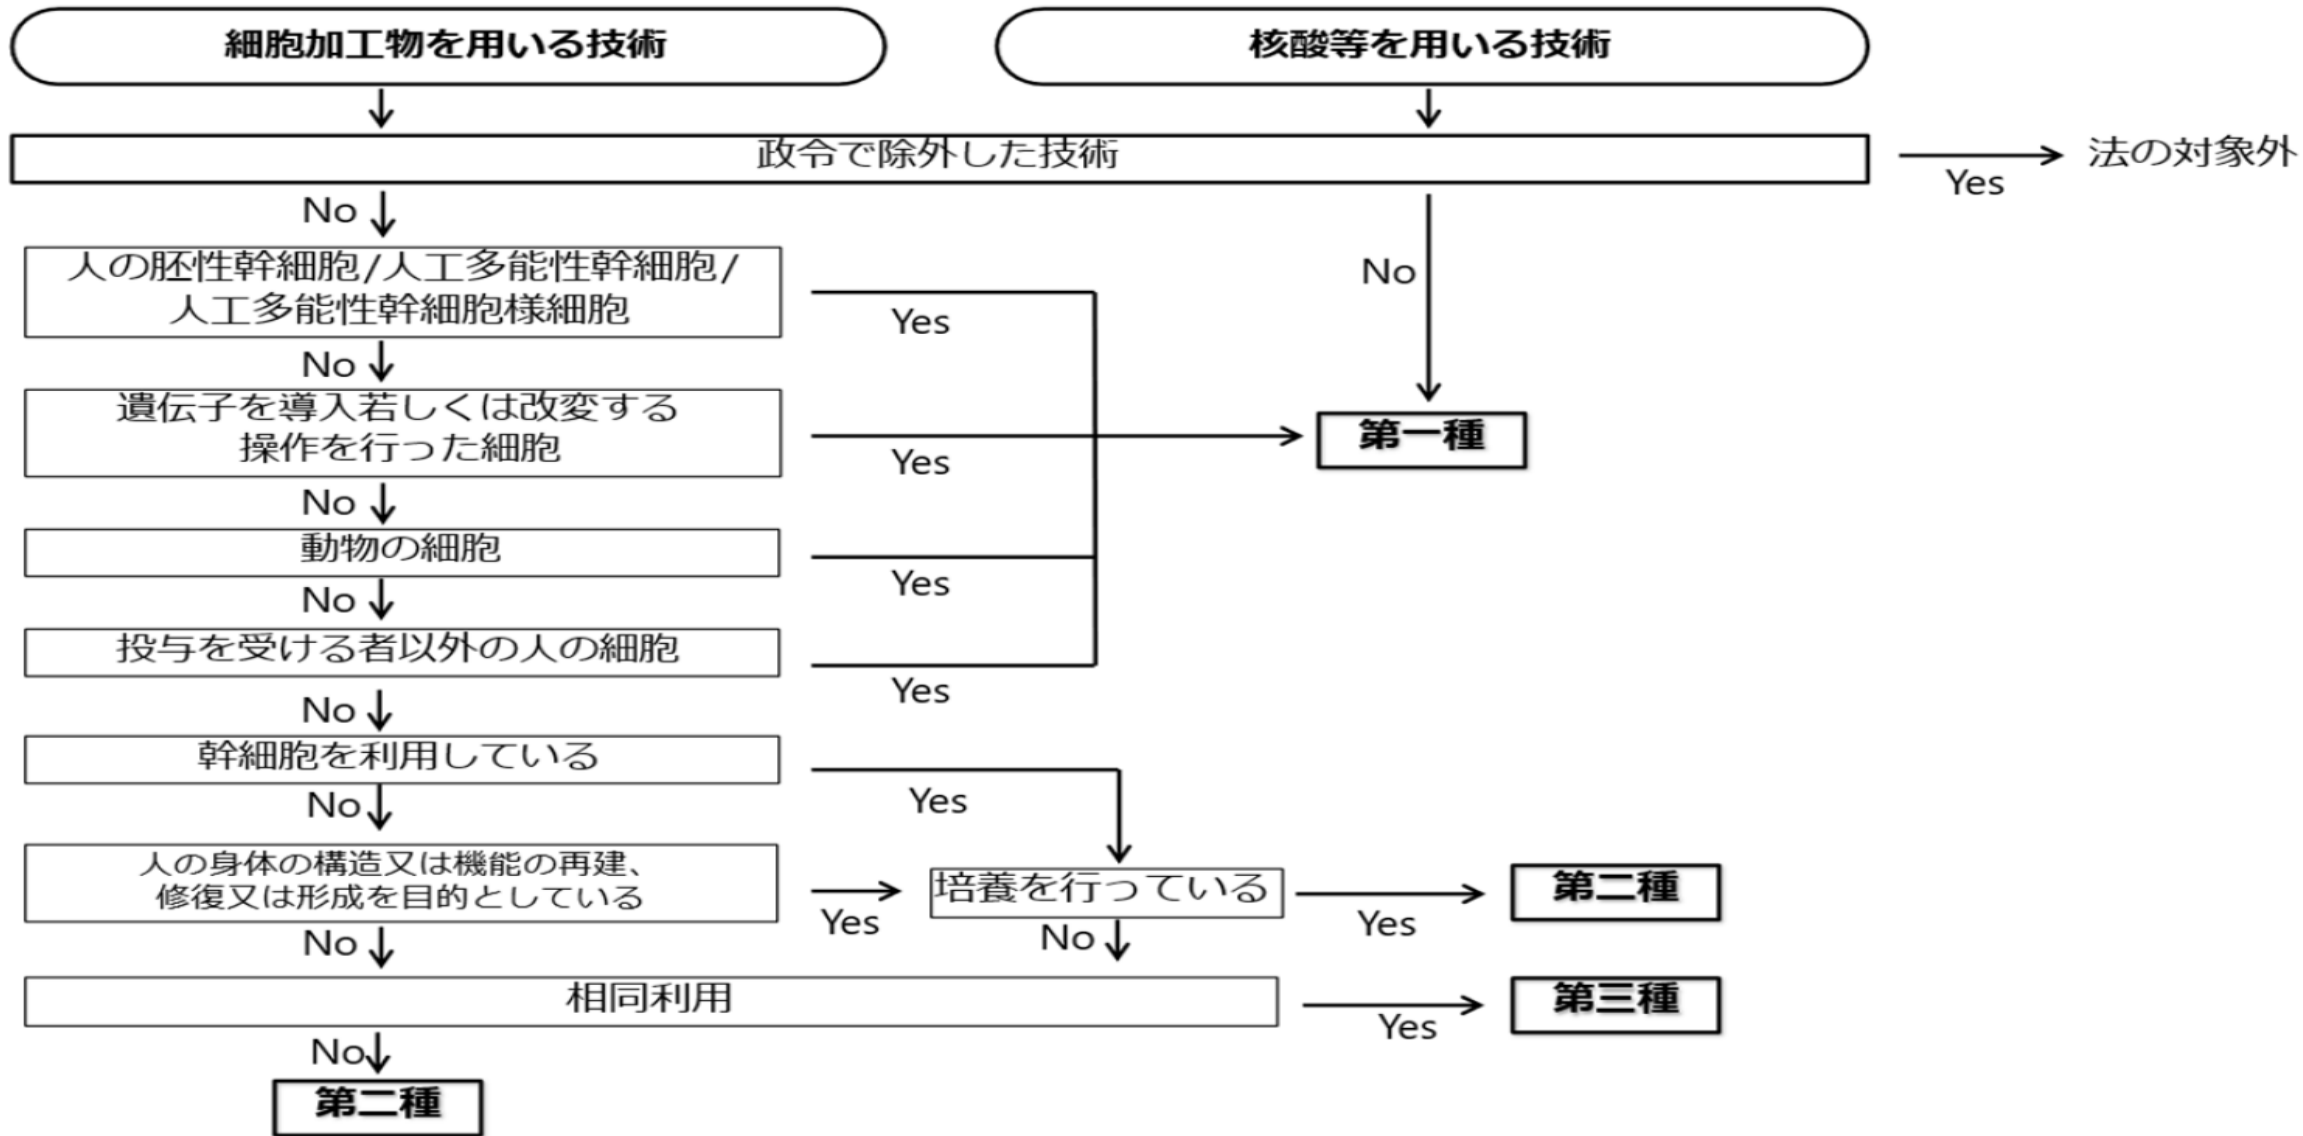 細胞加工物を用いる技術
核酸等を用いる技術
政令で除外した技術
Yes
法の対象外
No
No
人の胚性幹細胞/人工多能性幹細胞/
人工多能性幹細胞様細胞
Yes
No
遺伝子を導入若しくは改変する
操作を行った細胞
Yes
第一種
No
動物の細胞
Yes
No
投与を受ける者以外の人の細胞
Yes
No
幹細胞を利用している
Yes
No
人の身体の構造又は機能の再建、
修復又は形成を目的としている
Yes
培養を行っている
Yes
第二種
No
No
相同利用
Yes
第三種
No
第二種